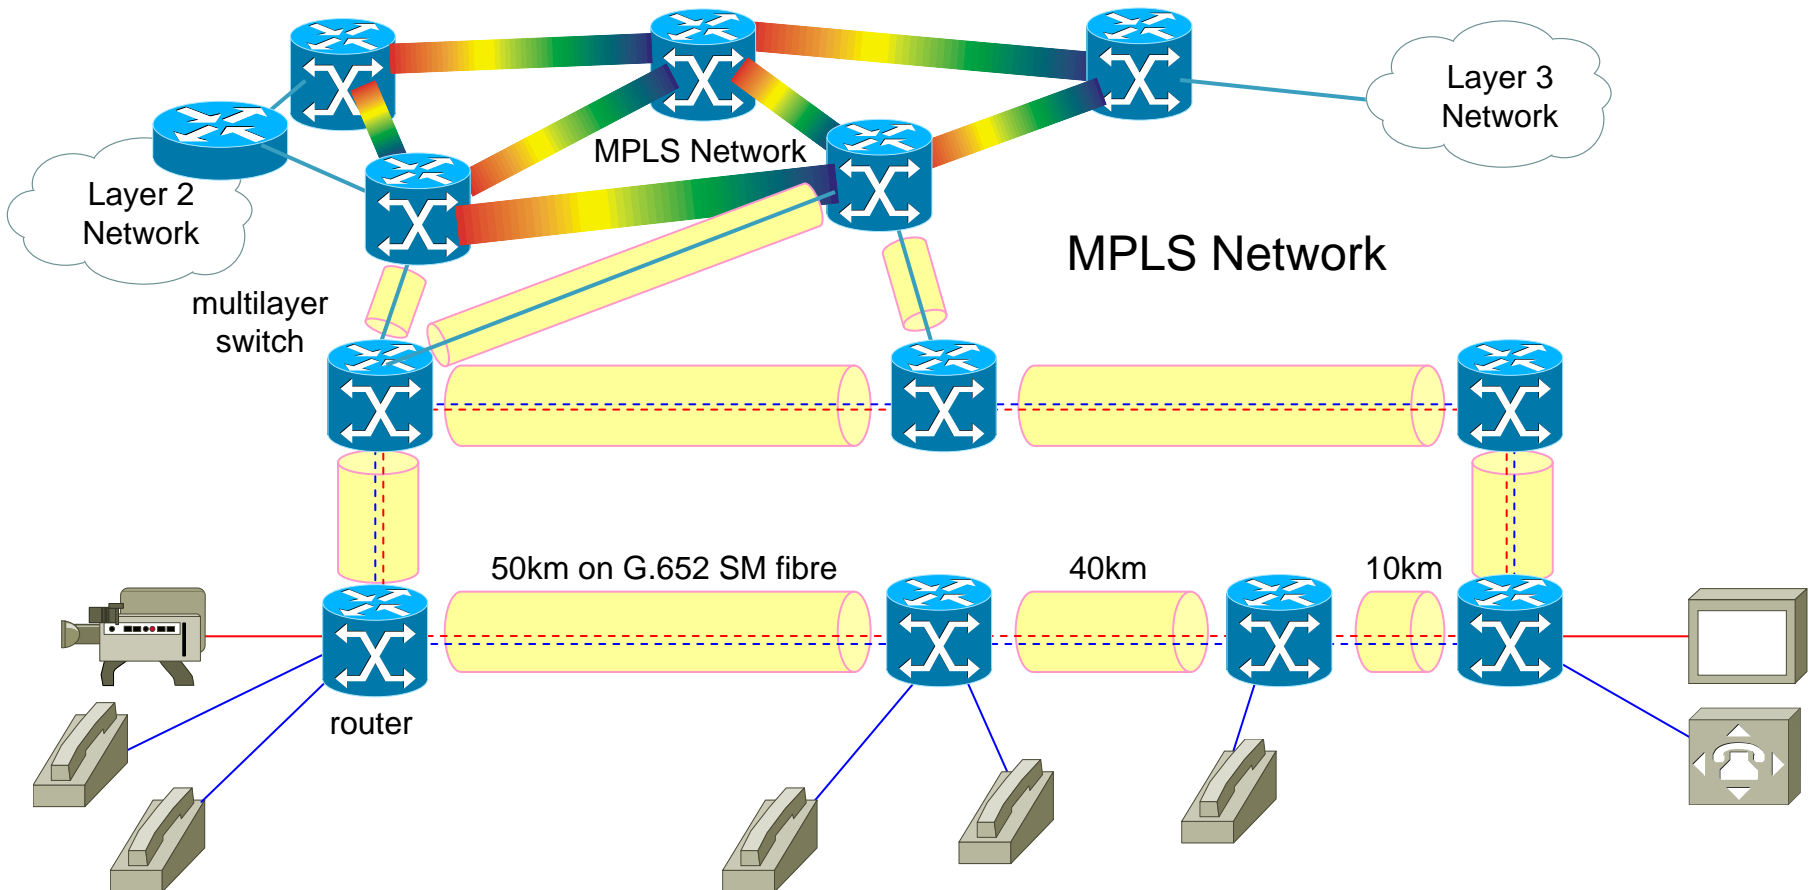 Layer 3
Network
MPLS Network
Layer 2
Network
MPLS Network
multilayer
switch
50km on G.652 SM fibre
40km
10km
router